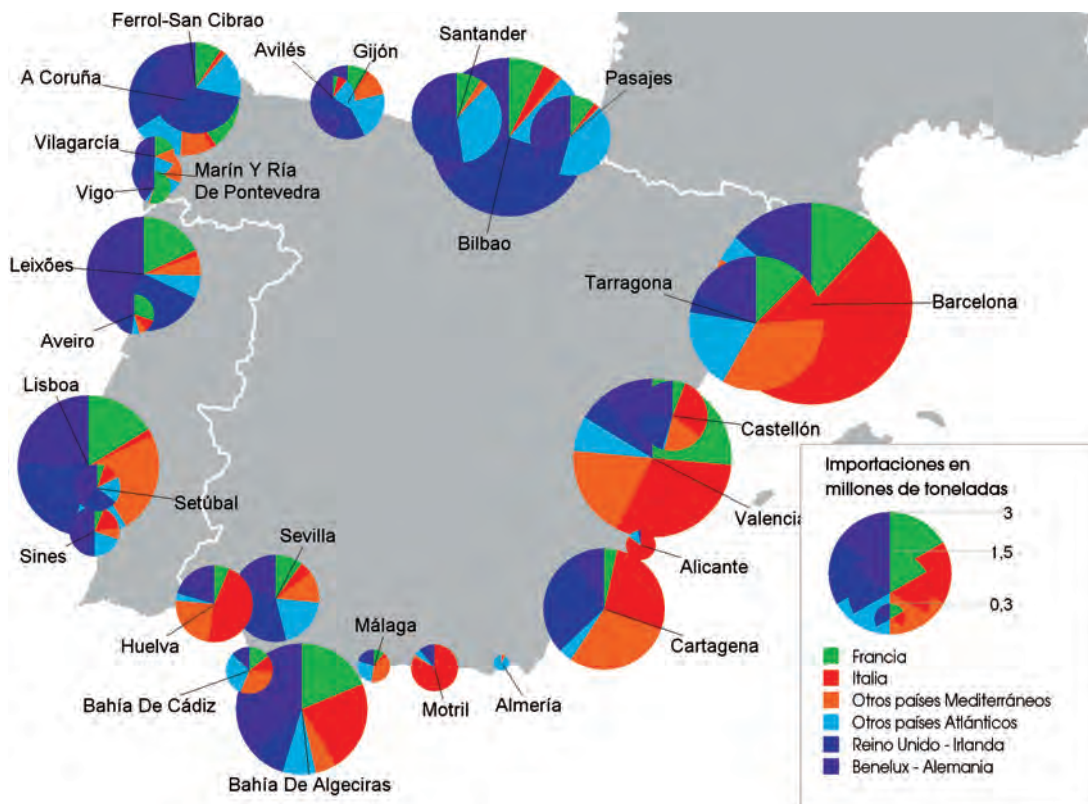 Ferrol-San Cibrao
A Coruña
Avilés
Gijón
Santander
Pasajes
Vilagarcía
Marín Y Ría
De Pontevedra
Vigo
Bilbao
Leixões
Tarragona
Barcelona
Aveiro
Lisboa
Castellón
Setúbal
Valencia
Sines
Sevilla
Alicante
Huelva
Málaga
Cartagena
Bahía De Cádiz
Motril
Almería
Bahía De Algeciras
Importaciones en
millones de toneladas
3
1,5
0,3
Francia
Italia
Otros países Mediterráneos
Otros países Atlánticos
Reino Unido - Irlanda
Benelux - Alemania